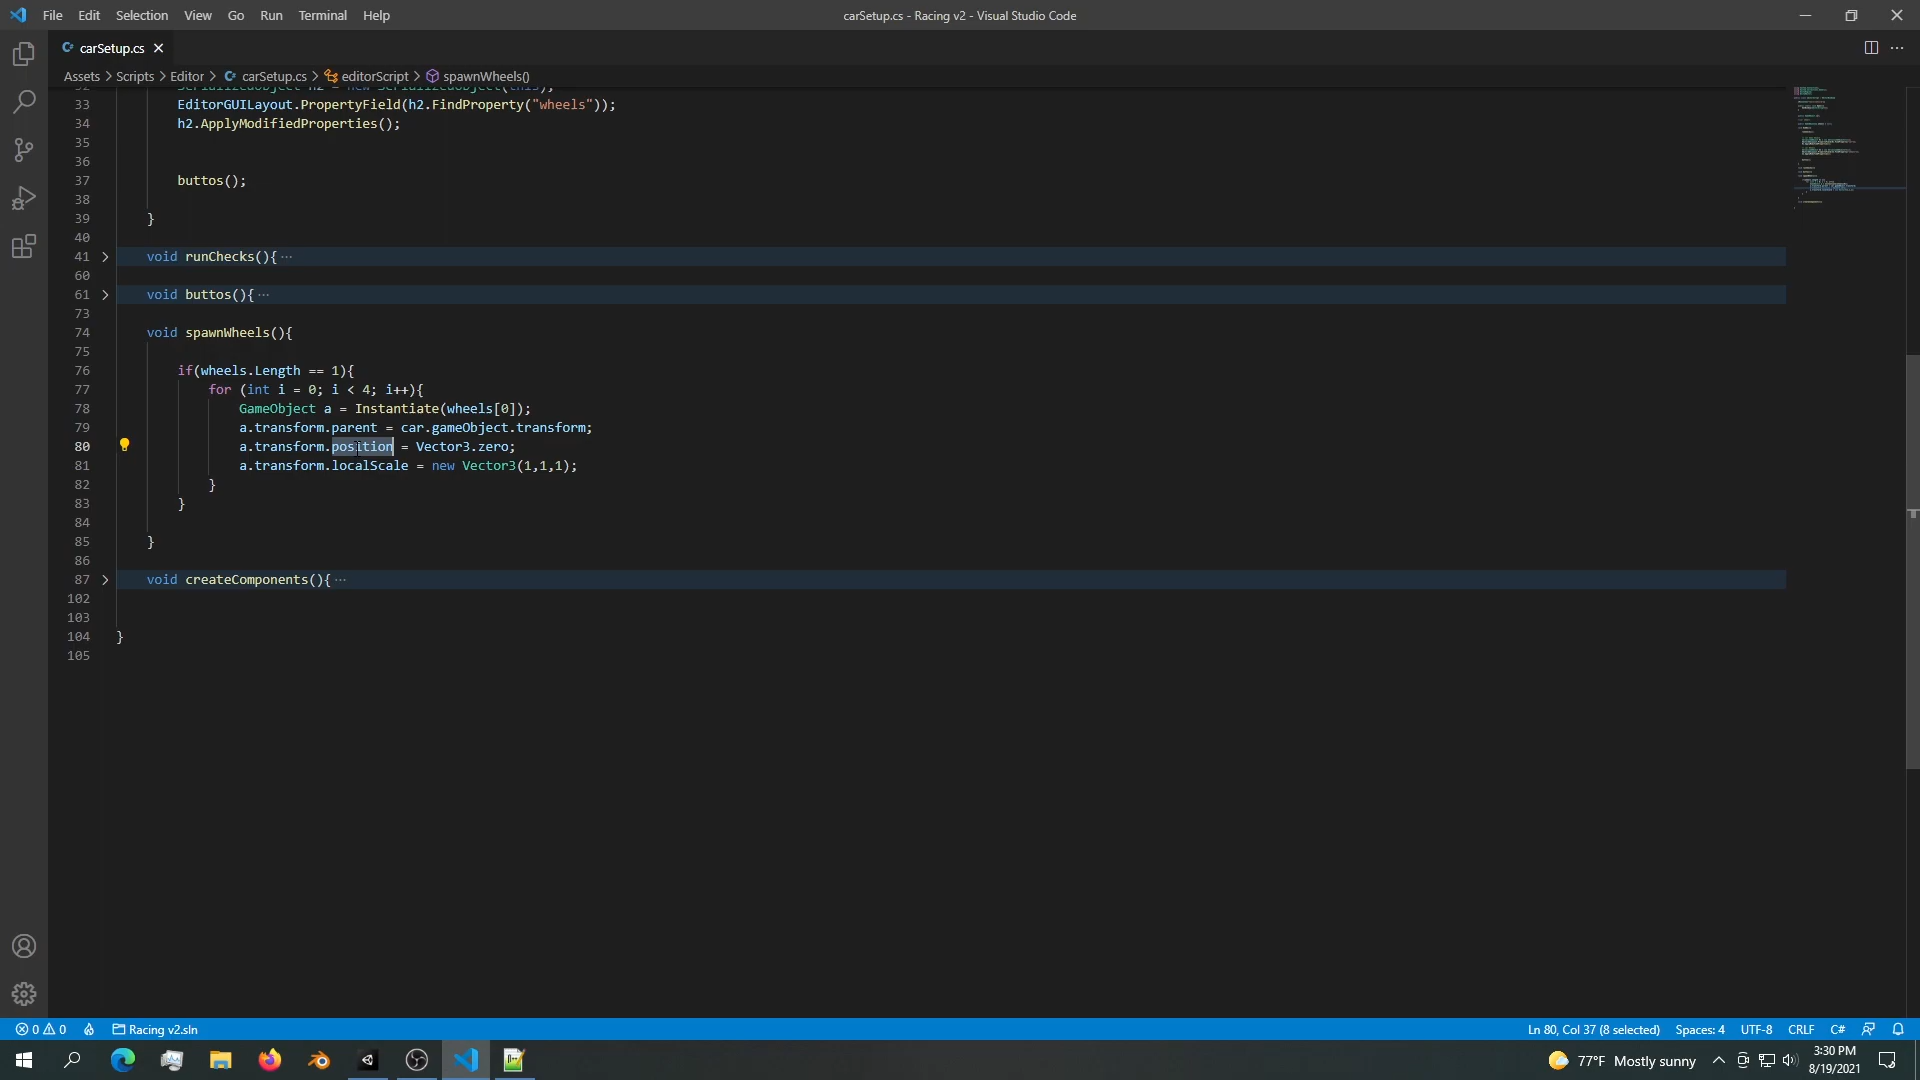 File Edit Selection View Go Run Terminal Help
carSetup.cs - Racing v2 - Visual Studio Code
carSetup.cs
Assets > Scripts > Editor > carSetup.cs > editorScript > spawnWheels()
32 SerializedObject h2 = new SerializedObject(this);
33 EditorGUILayout.PropertyField(h2.FindProperty("wheels"));
34 h2.ApplyModifiedProperties();
35
36
37 buttos();
38
39 }
40
41 void runChecks(){ ···
60
61 void buttos(){ ···
73
74 void spawnWheels(){
75
76 if(wheels.Length == 1){
77 for (int i = 0; i < 4; i++){
78 GameObject a = Instantiate(wheels[0]);
79 a.transform.parent = car.gameObject.transform;
80 a.transform.position = Vector3.zero;
81 a.transform.localScale = new Vector3(1,1,1);
82 }
83 }
84
85 }
86
87 void createComponents(){ ···
102
103
104 }
105
0 0 Racing v2.sln Ln 80, Col 37 (8 selected) Spaces: 4 UTF-8 CRLF C#
77°F Mostly sunny
3:30 PM
8/19/2021